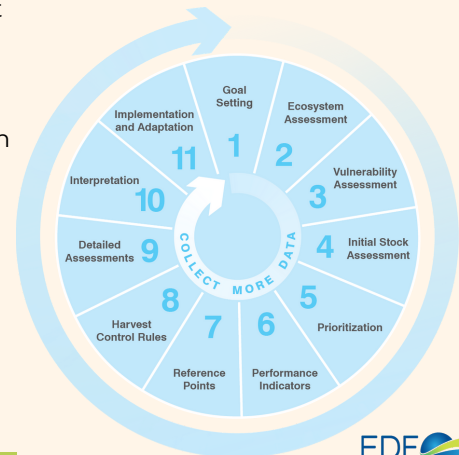 Goal
Setting
1
Ecosystem
Assessment
2
Vulnerability
Assessment
3
Initial Stock
Assessment
4
Prioritization
5
Performance
Indicators
6
Reference
Points
7
Harvest
Control Rules
8
Detailed
Assessments
9
Interpretation
10
Implementation
and Adaptation
11
COLLECT MORE DATA
EDF